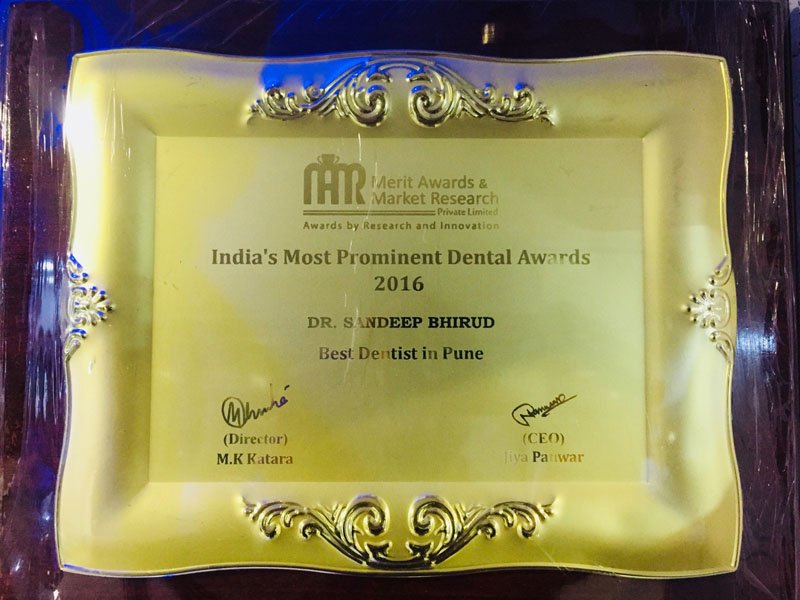 MAR Merit Awards &
Market Research
Private Limited
Awards by Research and Innovation
India's Most Prominent Dental Awards
2016
DR. SANDEEP BHIRUD
Best Dentist in Pune
(Director) (CEO)
M.K Katara Jiya Panwar